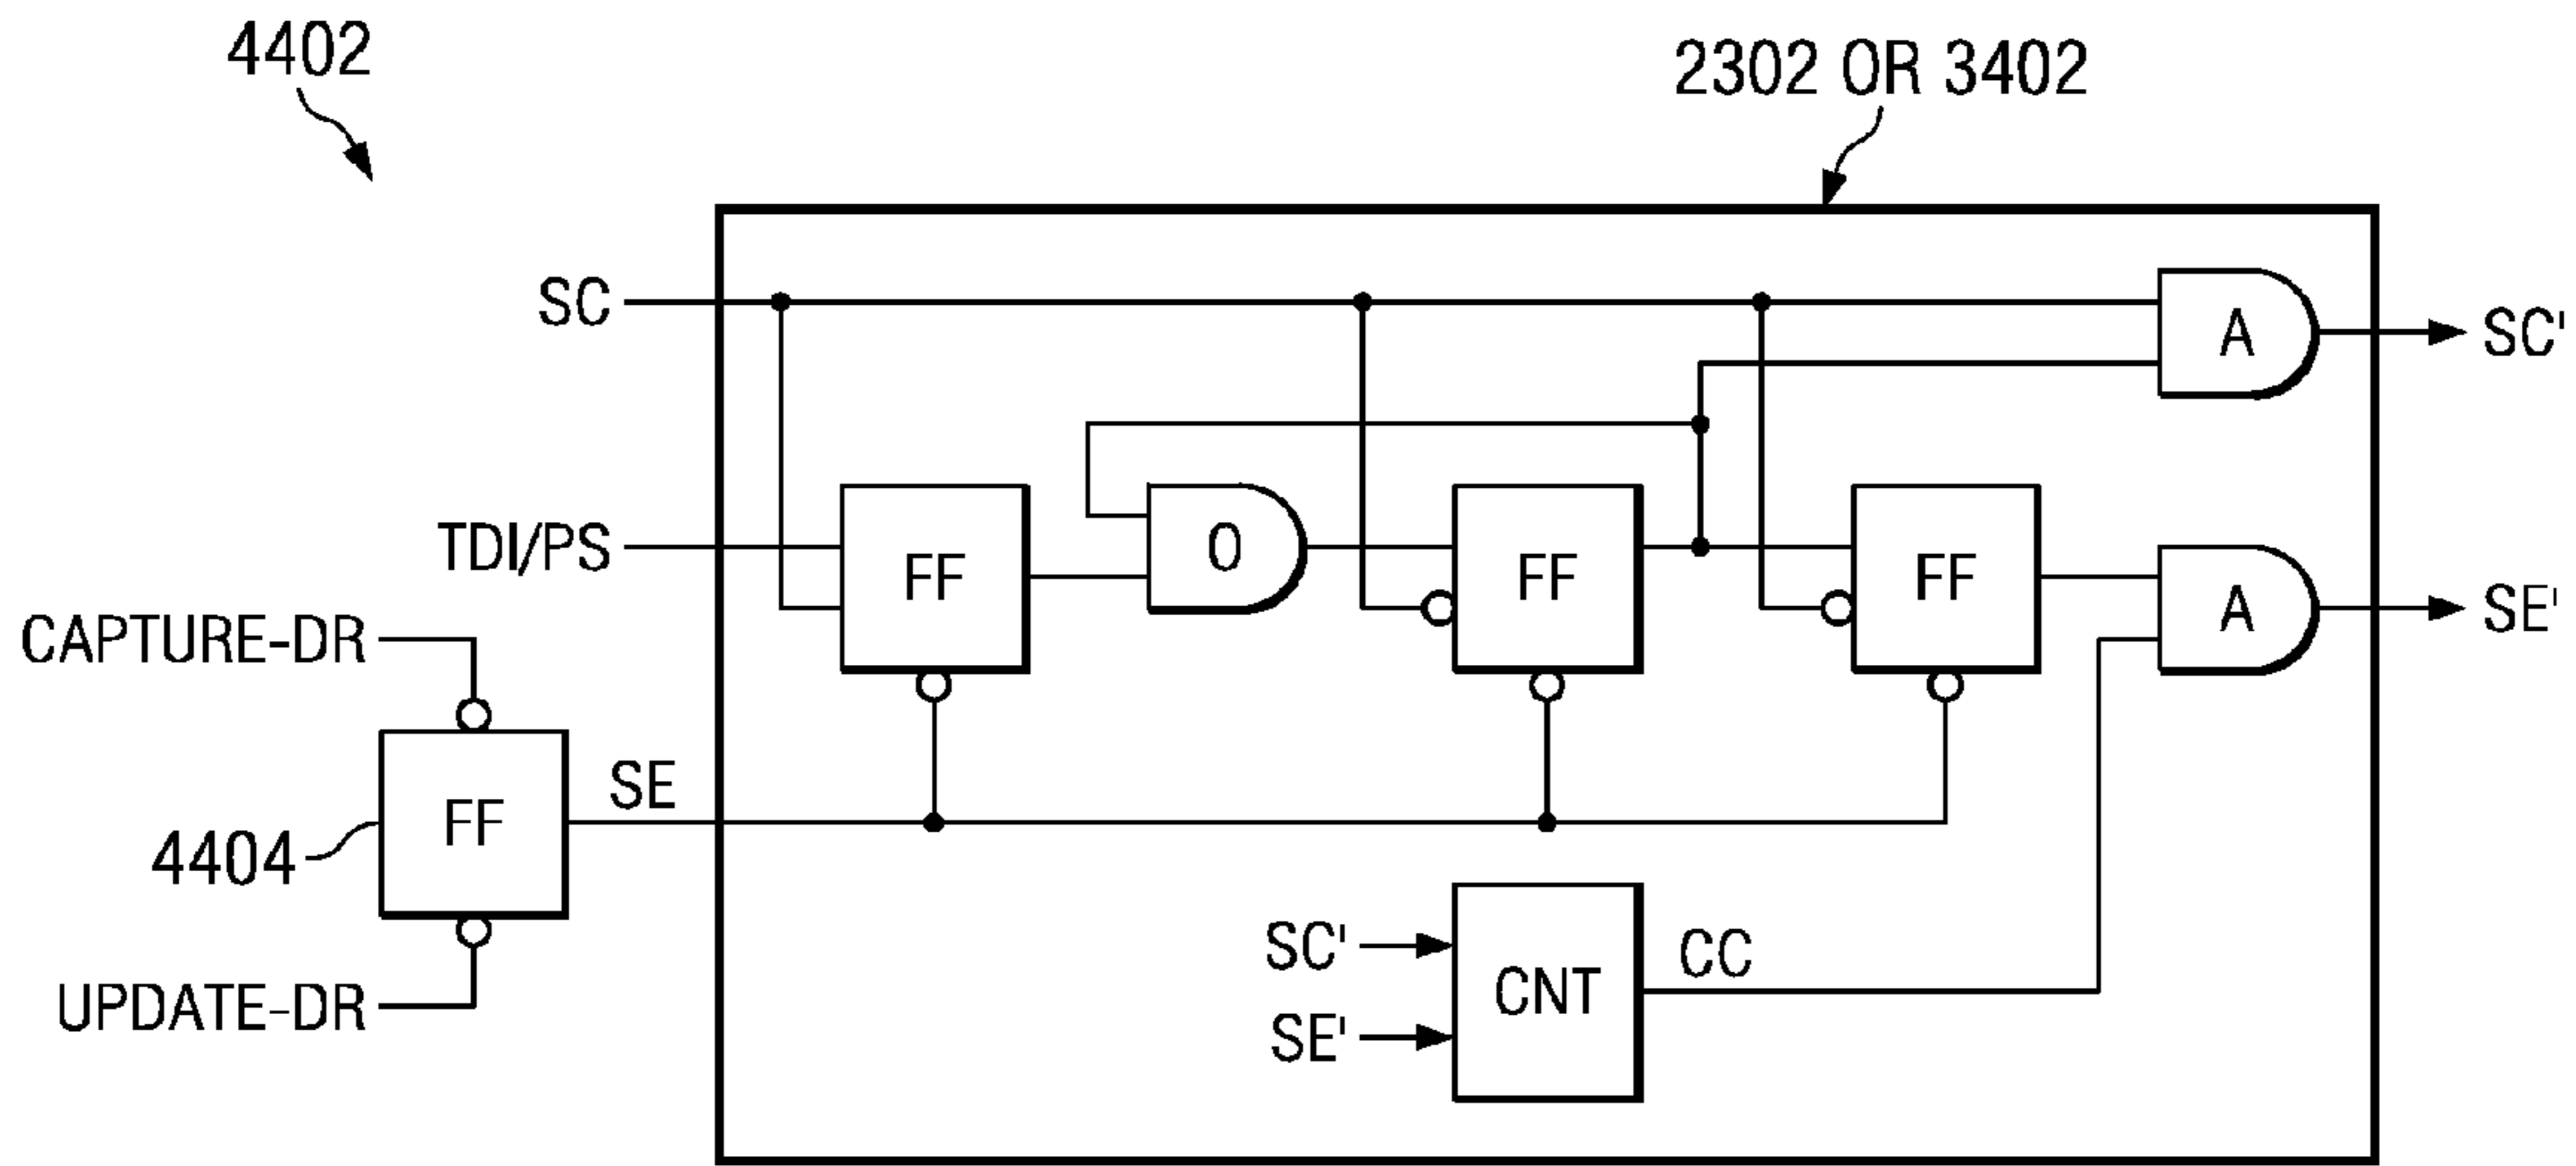 4402
2302 OR 3402
SC
A
SC'
TDI/PS
FF
O
FF
FF
A
SE'
CAPTURE-DR
FF
SE
4404
UPDATE-DR
SC'
SE'
CNT
CC